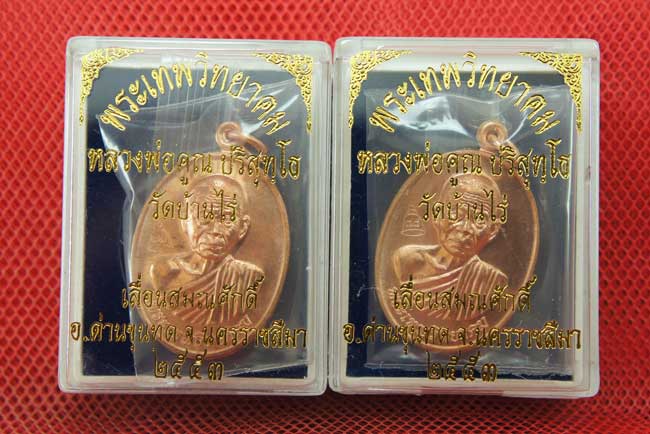 พระเทพวิทยาคม
หลวงพ่อคูณ ปริสุทฺโธ
วัดบ้านไร่
เลื่อนสมณศักดิ์
อ.ด่านขุนทด จ.นครราชสีมา
๒๕๕๓
พระเทพวิทยาคม
หลวงพ่อคูณ ปริสุทฺโธ
วัดบ้านไร่
เลื่อนสมณศักดิ์
อ.ด่านขุนทด จ.นครราชสีมา
๒๕๕๓